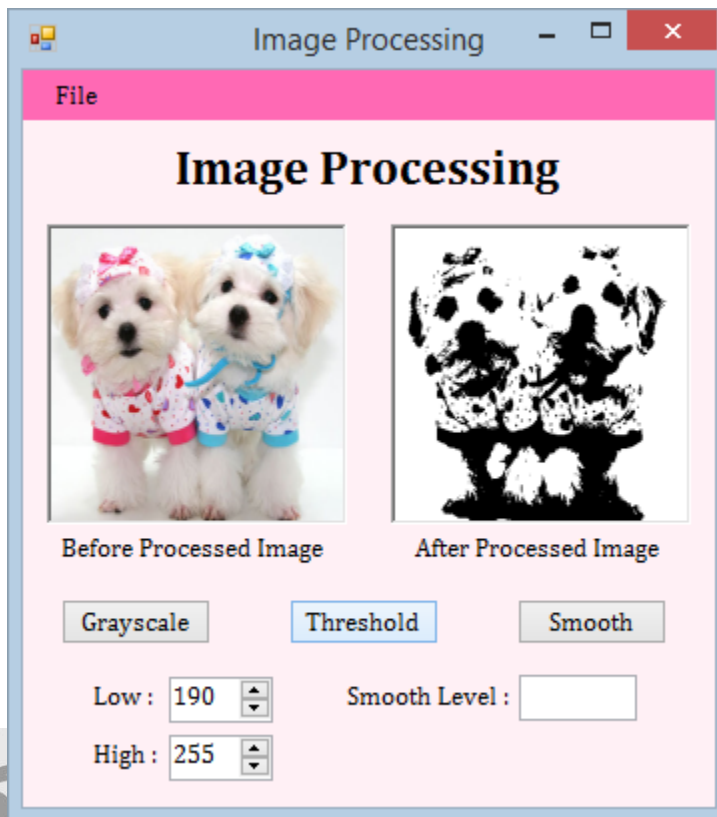 Image Processing
File
Image Processing
Before Processed Image
After Processed Image
Grayscale
Threshold
Smooth
Low : 190
Smooth Level :
High : 255